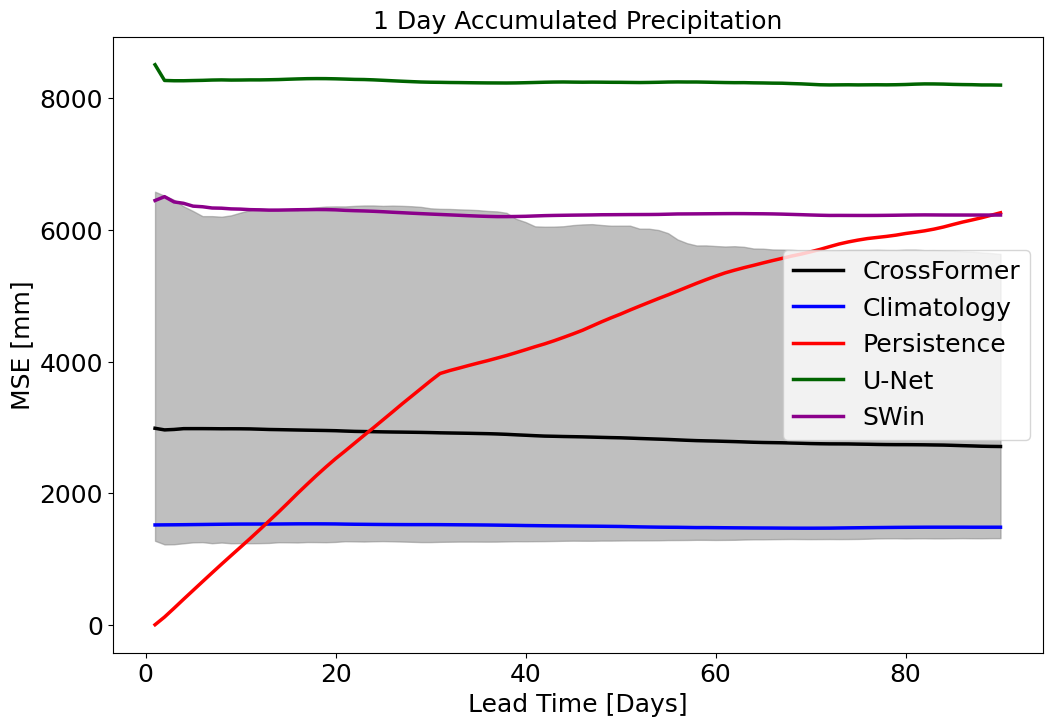 1 Day Accumulated Precipitation
MSE [mm]
8000
6000
4000
2000
0
CrossFormer
Climatology
Persistence
U-Net
SWin
0 20 40 60 80
Lead Time [Days]